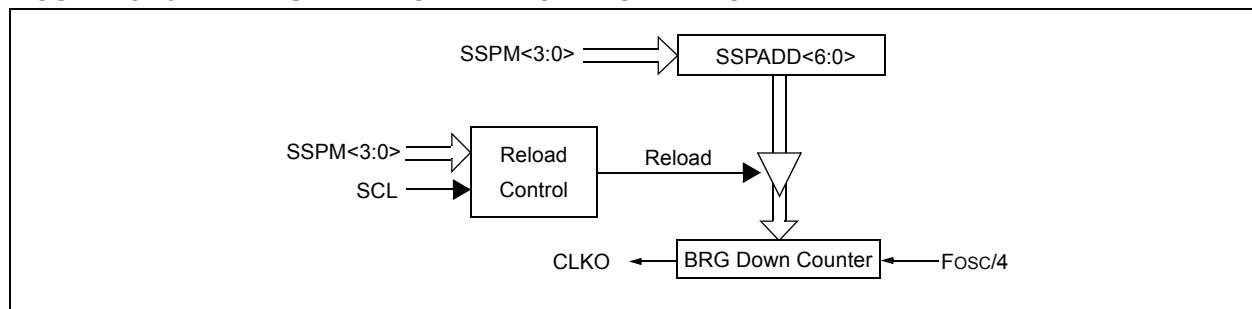 SSPM<3:0>
SSPADD<6:0>
SSPM<3:0>
SCL
Reload
Control
Reload
CLKO
BRG Down Counter
Fosc/4